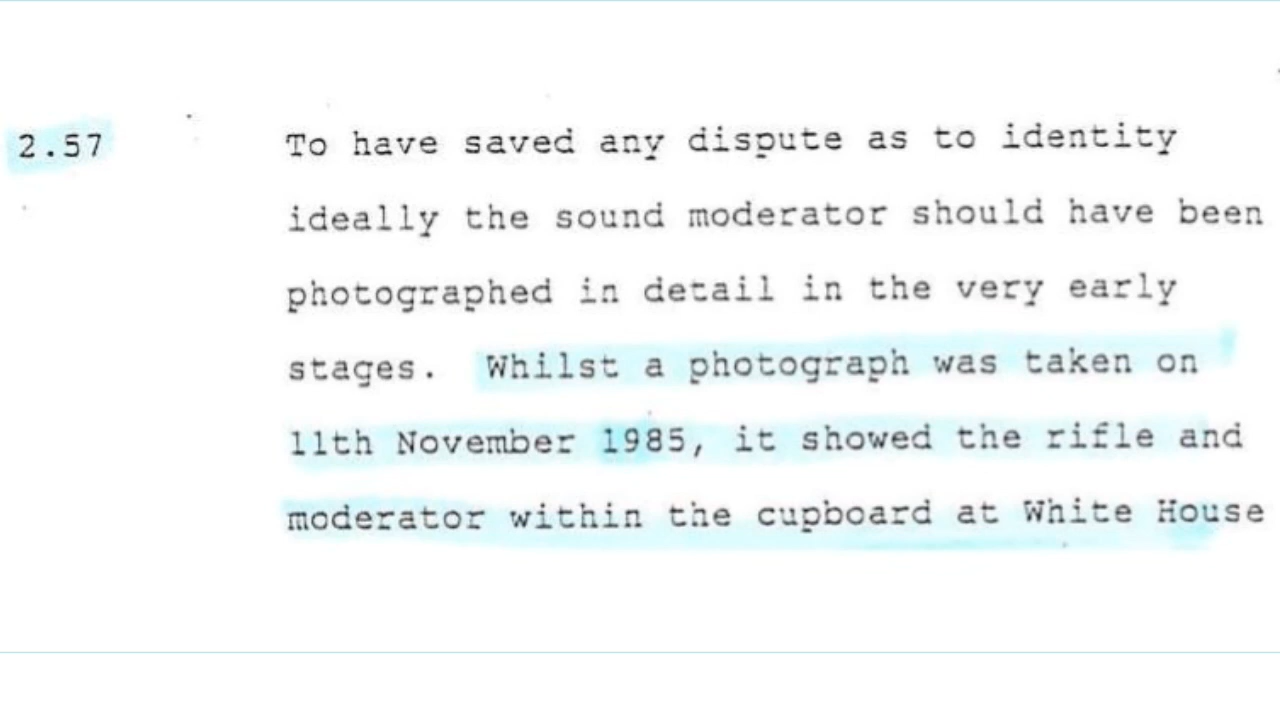 2.57 To have saved any dispute as to identity
ideally the sound moderator should have been
photographed in detail in the very early
stages. Whilst a photograph was taken on
11th November 1985, it showed the rifle and
moderator within the cupboard at White House